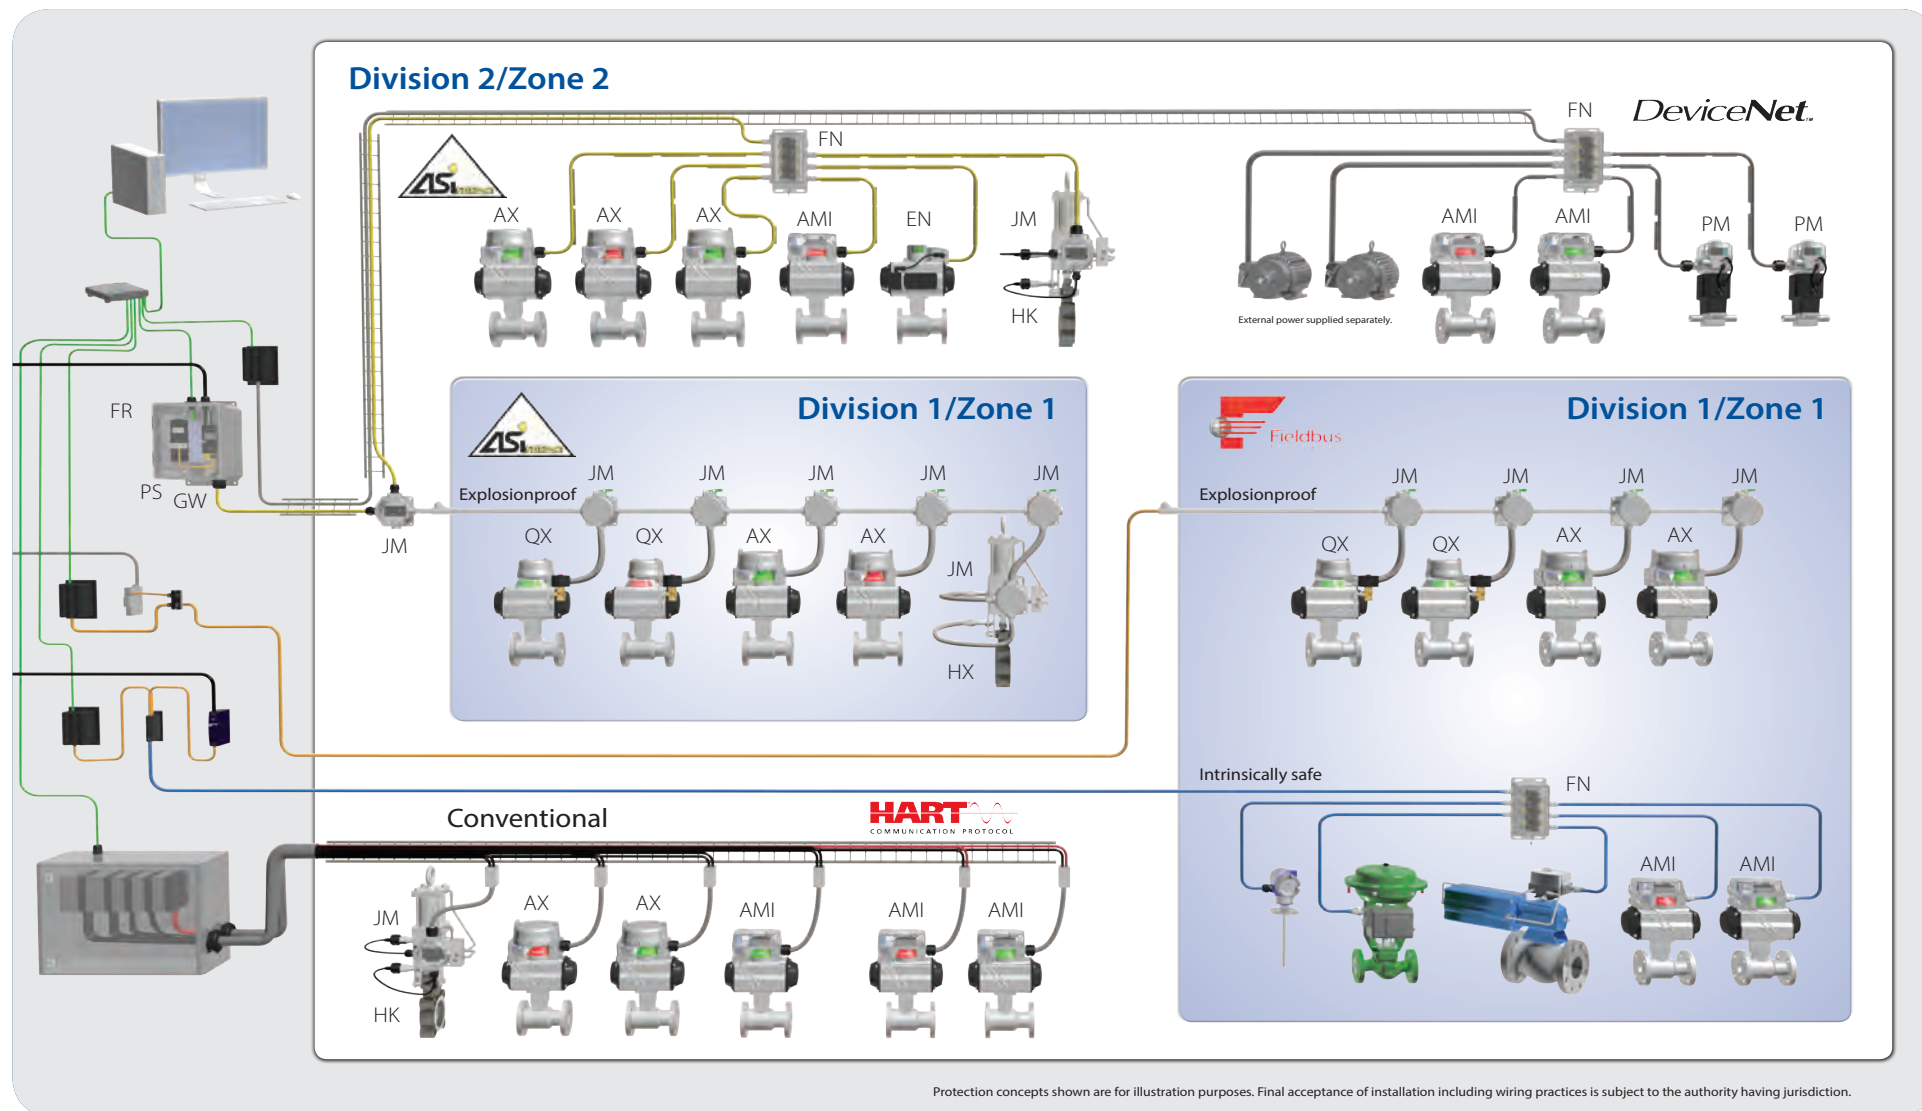 Division 2/Zone 2
FN
DeviceNet™
FN
ASi
AX
AX
AX
AMI
EN
JM
HK
AMI
AMI
PM
PM
External power supplied separately.
FR
PS
GW
JM
ASi
Division 1/Zone 1
Explosionproof
JM
JM
JM
JM
JM
QX
QX
AX
AX
JM
HX
Fieldbus
Division 1/Zone 1
Explosionproof
JM
JM
JM
JM
QX
QX
AX
AX
Intrinsically safe
FN
AMI
AMI
Conventional
HART
COMMUNICATION PROTOCOL
JM
HK
AX
AX
AMI
AMI
AMI
Protection concepts shown are for illustration purposes. Final acceptance of installation including wiring practices is subject to the authority having jurisdiction.